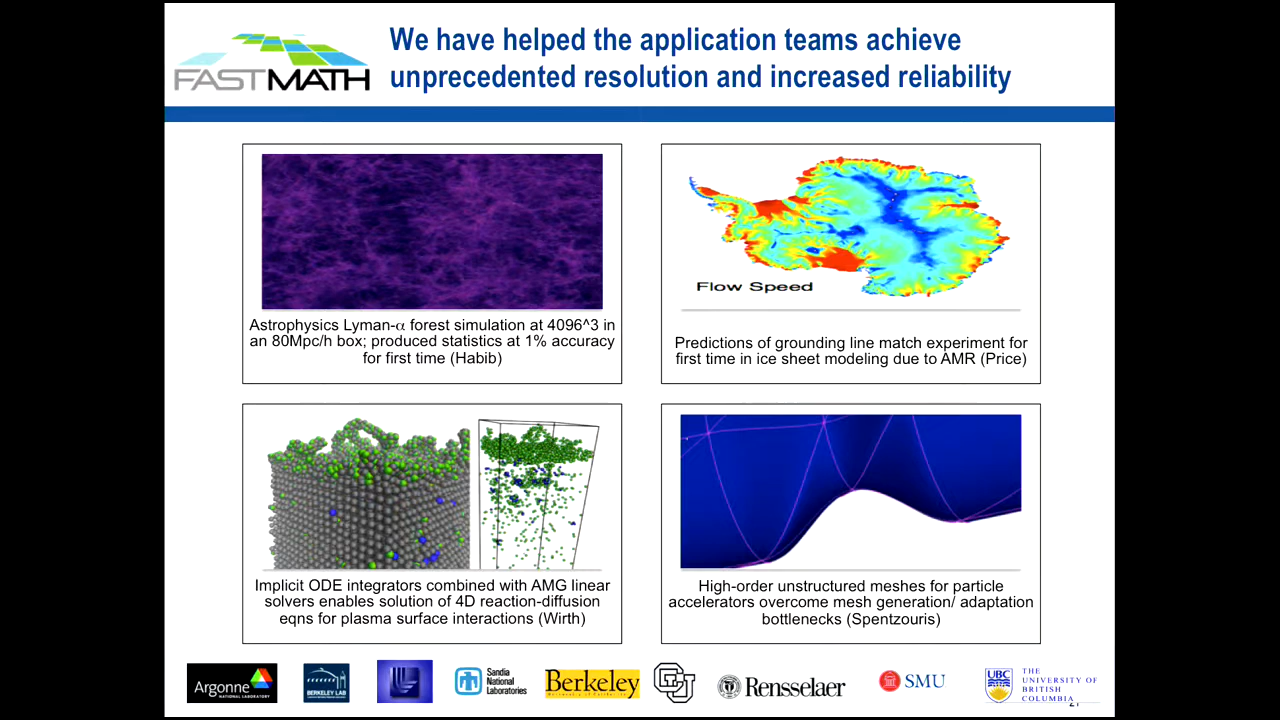 FASTMATH
We have helped the application teams achieve
unprecedented resolution and increased reliability
Astrophysics Lyman-α forest simulation at 4096^3 in
an 80Mpc/h box; produced statistics at 1% accuracy
for first time (Habib)
Flow Speed
Predictions of grounding line match experiment for
first time in ice sheet modeling due to AMR (Price)
Implicit ODE integrators combined with AMG linear
solvers enables solution of 4D reaction-diffusion
eqns for plasma surface interactions (Wirth)
High-order unstructured meshes for particle
accelerators overcome mesh generation/ adaptation
bottlenecks (Spentzouris)
Argonne
NATIONAL LABORATORY
BERKELEY LAB
Sandia
National
Laboratories
Berkeley
CU
Rensselaer
SMU
UBC
THE
UNIVERSITY OF
BRITISH
COLUMBIA